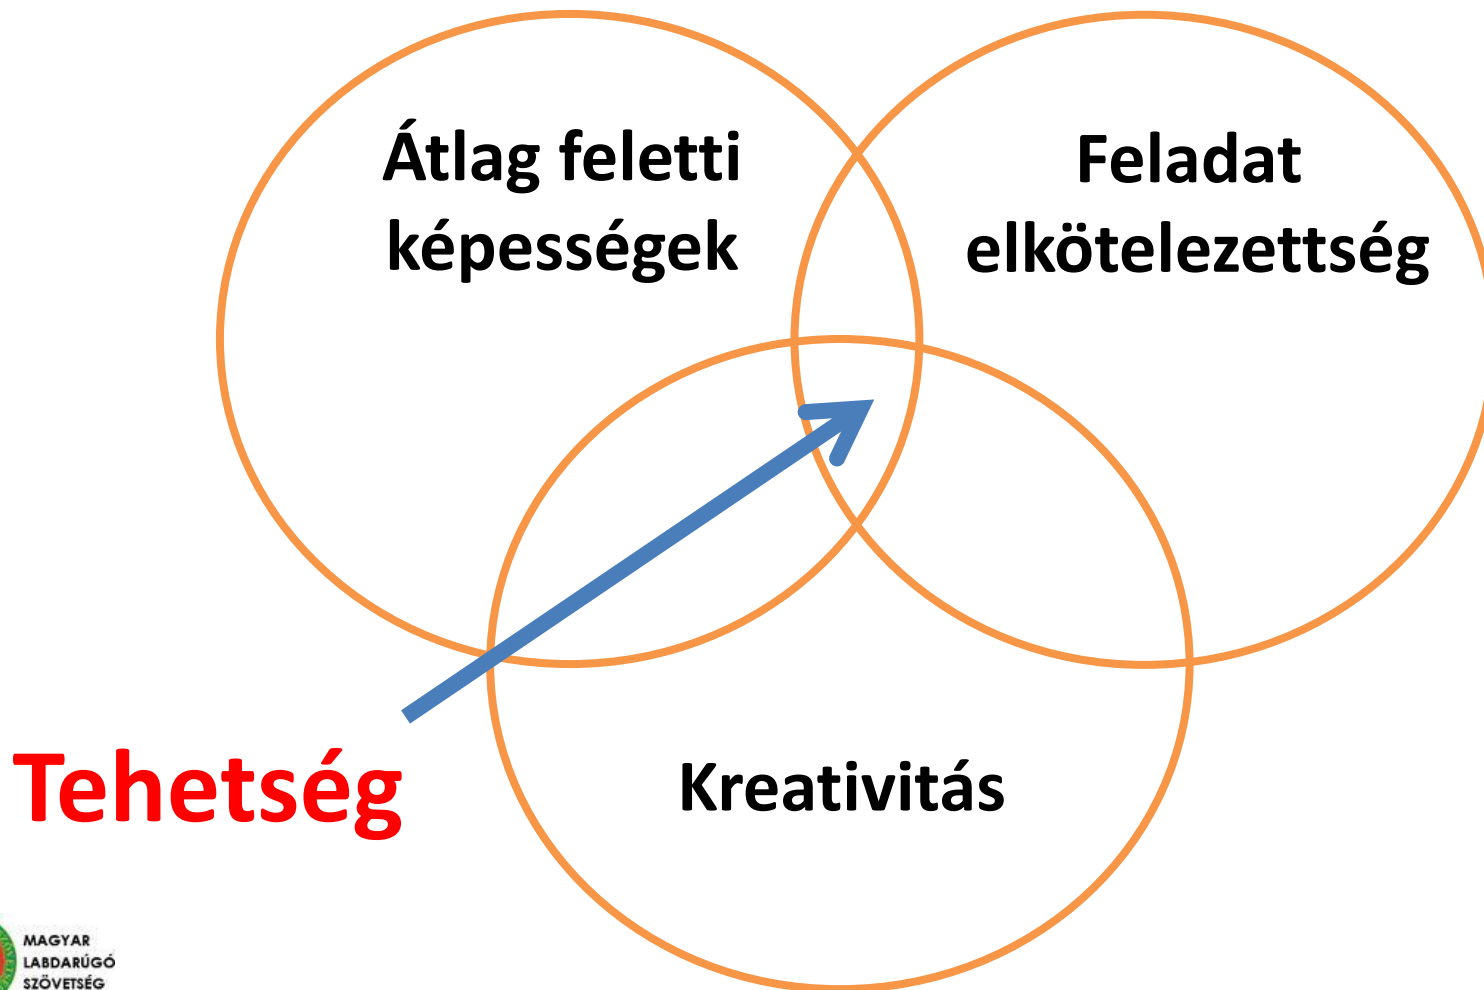 Átlag feletti
képességek
Feladat
elkötelezettség
Tehetség
Kreativitás
MAGYAR
LABDARÚGÓ
SZÖVETSÉG